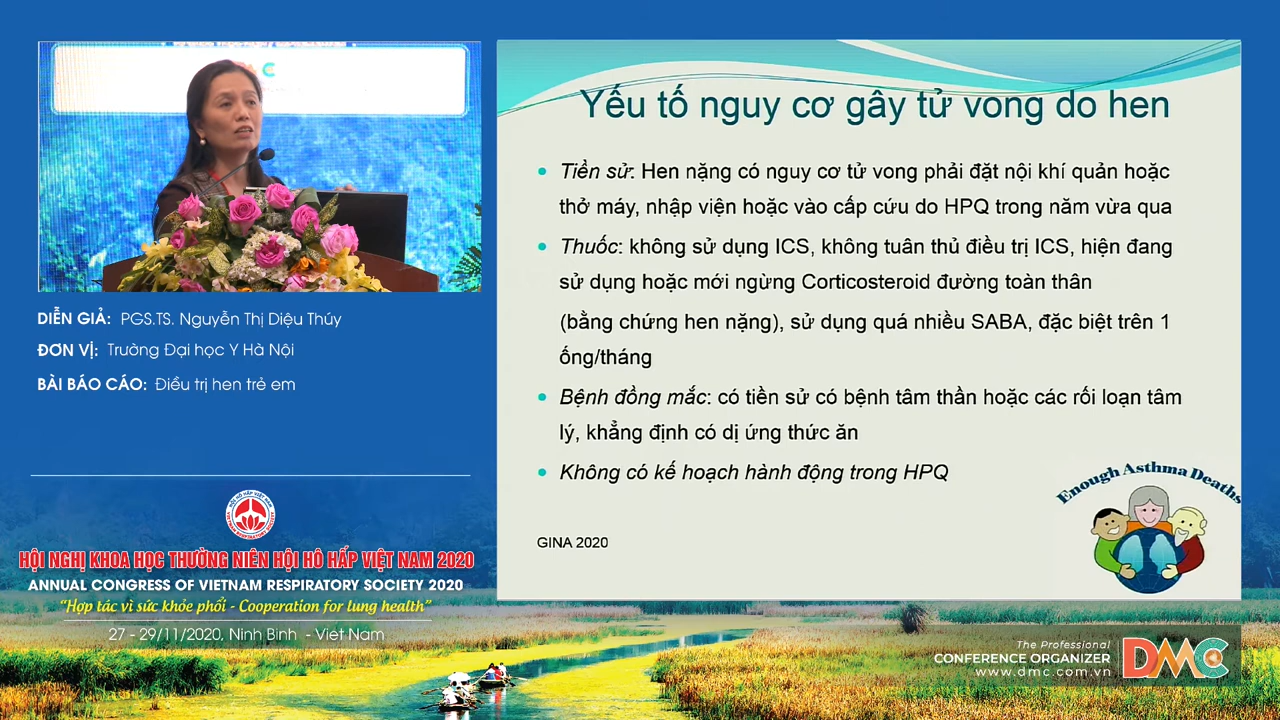 DIỄN GIẢ: PGS.TS. Nguyễn Thị Diệu Thúy
ĐƠN VỊ: Trường Đại học Y Hà Nội
BÀI BÁO CÁO: Điều trị hen trẻ em
HỘI NGHỊ KHOA HỌC THƯỜNG NIÊN HỘI HÔ HẤP VIỆT NAM 2020
ANNUAL CONGRESS OF VIETNAM RESPIRATORY SOCIETY 2020
“Hợp tác vì sức khỏe phổi - Cooperation for lung health”
27 - 29/11/2020, Ninh Bình - Việt Nam
Yếu tố nguy cơ gây tử vong do hen
• Tiền sử: Hen nặng có nguy cơ tử vong phải đặt nội khí quản hoặc
thở máy, nhập viện hoặc vào cấp cứu do HPQ trong năm vừa qua
• Thuốc: không sử dụng ICS, không tuân thủ điều trị ICS, hiện đang
sử dụng hoặc mới ngừng Corticosteroid đường toàn thân
(bằng chứng hen nặng), sử dụng quá nhiều SABA, đặc biệt trên 1
ống/tháng
• Bệnh đồng mắc: có tiền sử có bệnh tâm thần hoặc các rối loạn tâm
lý, khẳng định có dị ứng thức ăn
• Không có kế hoạch hành động trong HPQ
Enough Asthma Deaths
GINA 2020
The Professional
CONFERENCE ORGANIZER
www.dmc.com.vn
DMC